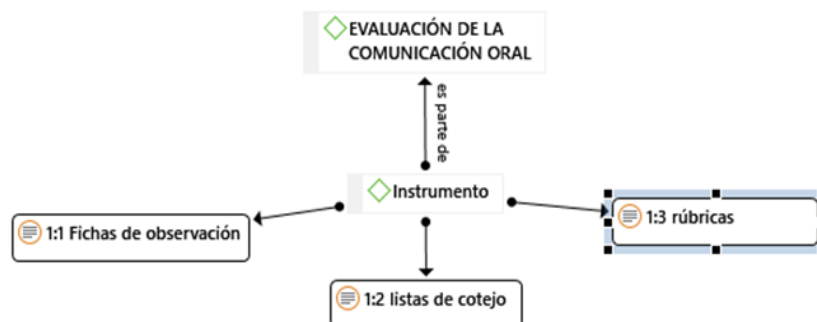 EVALUACIÓN DE LA
COMUNICACIÓN ORAL
es parte de
Instrumento
1:1 Fichas de observación
1:3 rúbricas
1:2 listas de cotejo